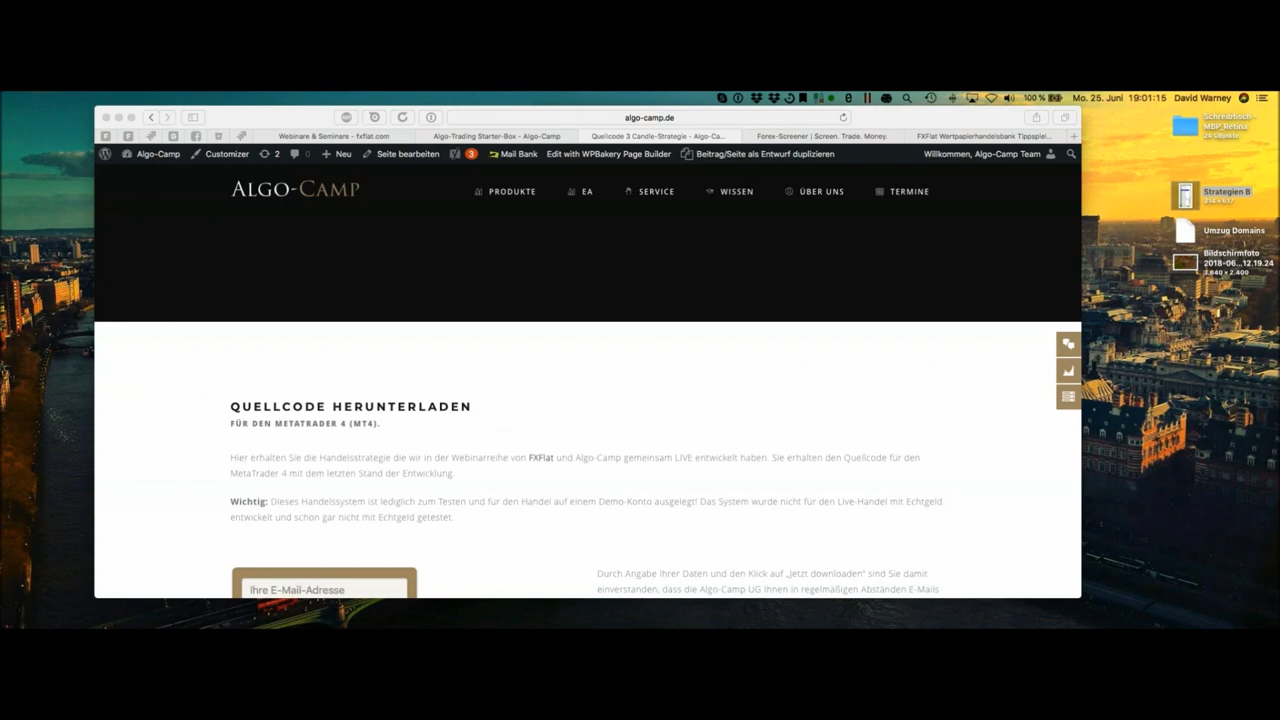 100 % Mo. 25. Juni 19:01:15 David Warney
algo-camp.de
Webinare & Seminare - fxflat.com Algo-Trading Starter-Box - Algo-Camp Quellcode 3 Candle-Strategie - Algo-Ca... Forex-Screener | Screen. Trade. Money. FXFlat Wertpapierhandelsbank Tippspiel...
Algo-Camp Customizer 2 0 Neu Seite bearbeiten 3 Mail Bank Edit with WPBakery Page Builder Beitrag/Seite als Entwurf duplizieren Willkommen, Algo-Camp Team
ALGO-CAMP PRODUKTE EA SERVICE WISSEN ÜBER UNS TERMINE
QUELLCODE HERUNTERLADEN
FÜR DEN METATRADER 4 (MT4).
Hier erhalten Sie die Handelsstrategie die wir in der Webinarreihe von FXFlat und Algo-Camp gemeinsam LIVE entwickelt haben. Sie erhalten den Quellcode für den
MetaTrader 4 mit dem letzten Stand der Entwicklung.
Wichtig: Dieses Handelssystem ist lediglich zum Testen und für den Handel auf einem Demo-Konto ausgelegt! Das System wurde nicht für den Live-Handel mit Echtgeld
entwickelt und schon gar nicht mit Echtgeld getestet.
Ihre E-Mail-Adresse
Durch Angabe Ihrer Daten und den Klick auf „Jetzt downloaden" sind Sie damit
einverstanden, dass die Algo-Camp UG Ihnen in regelmäßigen Abständen E-Mails
Schreibtisch -
MBP Retina
24 Objekte
Strategien B
Umzug Domains
Bildschirmfoto
2018-06...12.19.24
3.840 × 2.400